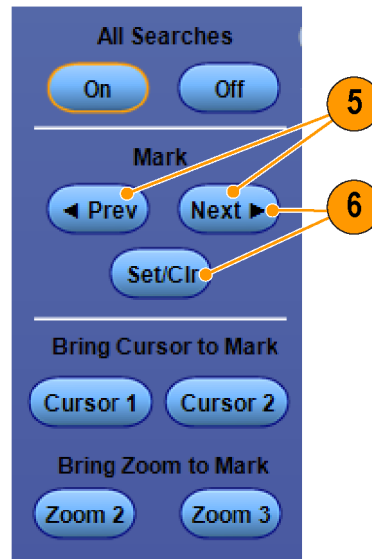 All Searches
On Off
5
Mark
◄ Prev Next ►
6
Set/Clr
Bring Cursor to Mark
Cursor 1 Cursor 2
Bring Zoom to Mark
Zoom 2 Zoom 3